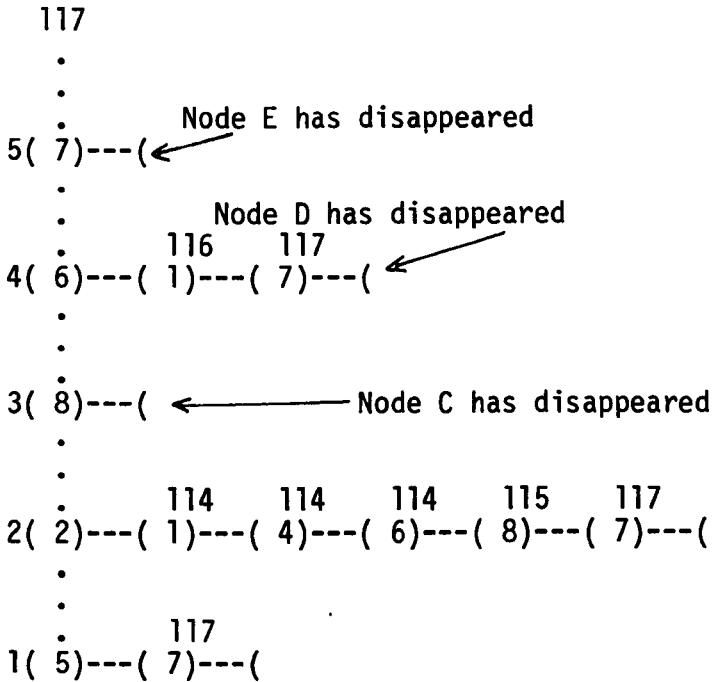 117
.
.
. Node E has disappeared
5( 7)---(
.
. Node D has disappeared
. 116 117
4( 6)---( 1)---( 7)---(
.
.
.
3( 8)---( Node C has disappeared
.
.
. 114 114 114 115 117
2( 2)---( 1)---( 4)---( 6)---( 8)---( 7)---(
.
.
. 117
1( 5)---( 7)---(